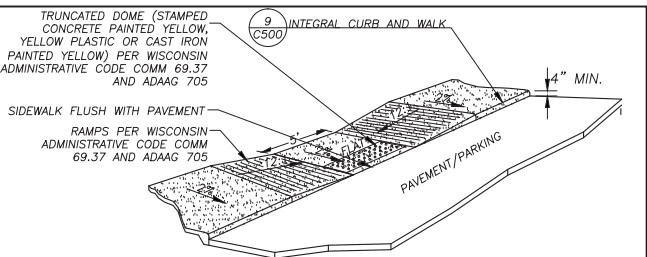 TRUNCATED DOME (STAMPED
CONCRETE PAINTED YELLOW,
YELLOW PLASTIC OR CAST IRON
PAINTED YELLOW) PER WISCONSIN
ADMINISTRATIVE CODE COMM 69.37
AND ADAAG 705
9
C500
INTEGRAL CURB AND WALK
4" MIN.
SIDEWALK FLUSH WITH PAVEMENT
RAMPS PER WISCONSIN
ADMINISTRATIVE CODE COMM
69.37 AND ADAAG 705
5'
FLAT
2%
PAVEMENT/PARKING